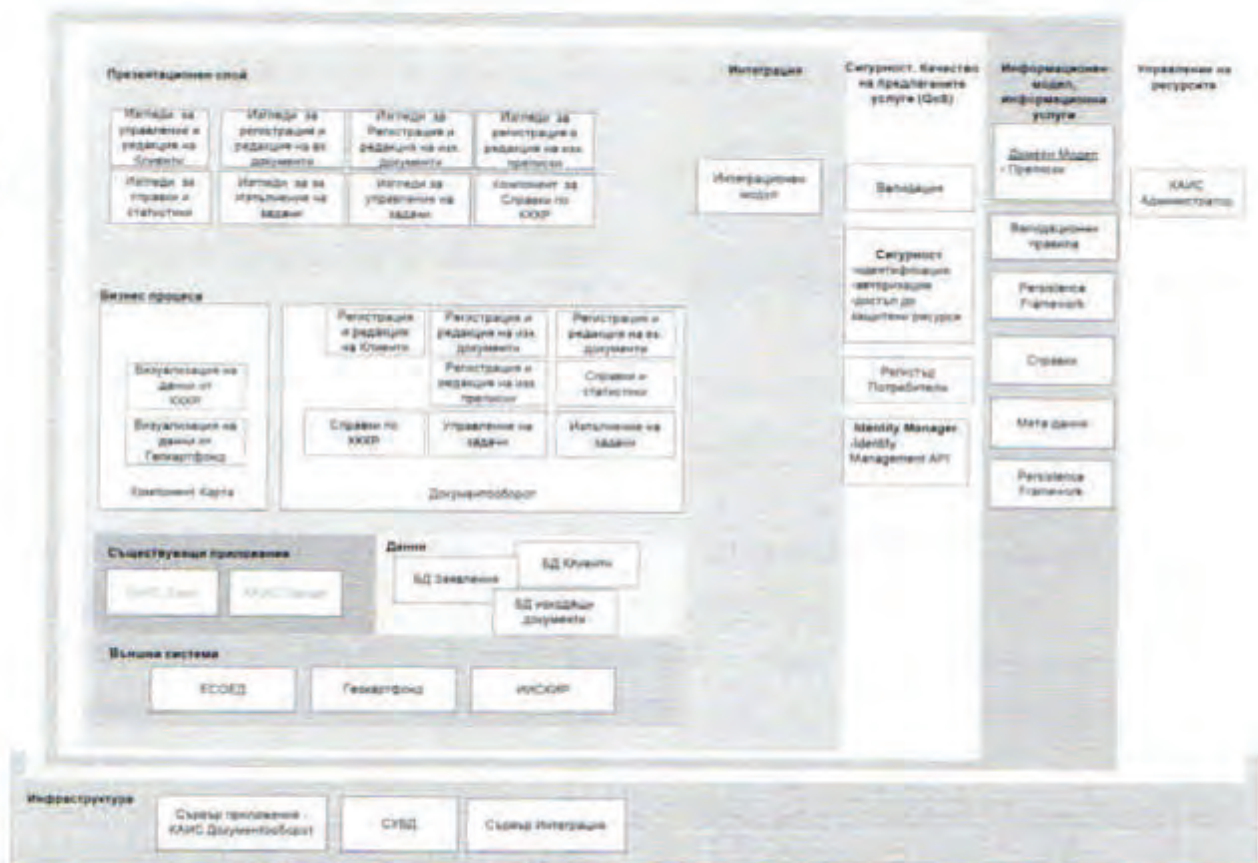 Презентационен слой
Изгледи за
управление и
редакция на
Клиенти
Изгледи за
регистрация и
редакция на вх.
документи
Изгледи за
Регистрация и
редакция на изх.
документи
Изгледи за
регистрация и
редакция на изх.
преписки
Изгледи за
справки и
статистики
Изгледи за за
Изпълнение на
задачи
Изгледи за
управление на
задачи
Компонент за
Справки по
ККХР
Бизнес процеси
Визуализация на
данни от
ККХР
Визуализация на
данни от
Геокартфонд
Компонент Карта
Регистрация
и редакция
на Клиенти
Регистрация и
редакция на изх.
документи
Регистрация и
редакция на вх.
документи
Регистрация и
редакция на изх.
преписки
Справки и
статистики
Справки по
ККХР
Управление на
задачи
Изпълнение на
задачи
Документооборот
Съществуващи приложения
Данни
БД Заявления
БД Клиенти
БД изходящи
документи
Външни системи
ЕСОЕД
Геокартфонд
ИИСКИР
Интеграция
Интеграционен
модул
Сигурност, Качество
на предлаганите
услуги (QoS)
Валидация
Сигурност
-идентификация
-авторизация
-достъп до
защитени ресурси
Регистър
Потребители
Identity Manager
-Identity
Management API
Информационен
модел,
информационни
услуги
Домейн Модел
- Преписки
Валидационни
правила
Persistence
Framework
Справки
Мета данни
Persistence
Framework
Управление на
ресурсите
КАИС
Администратор
Инфраструктура
Сървър приложения -
КАИС Документооборот
СУБД
Сървър Интеграция